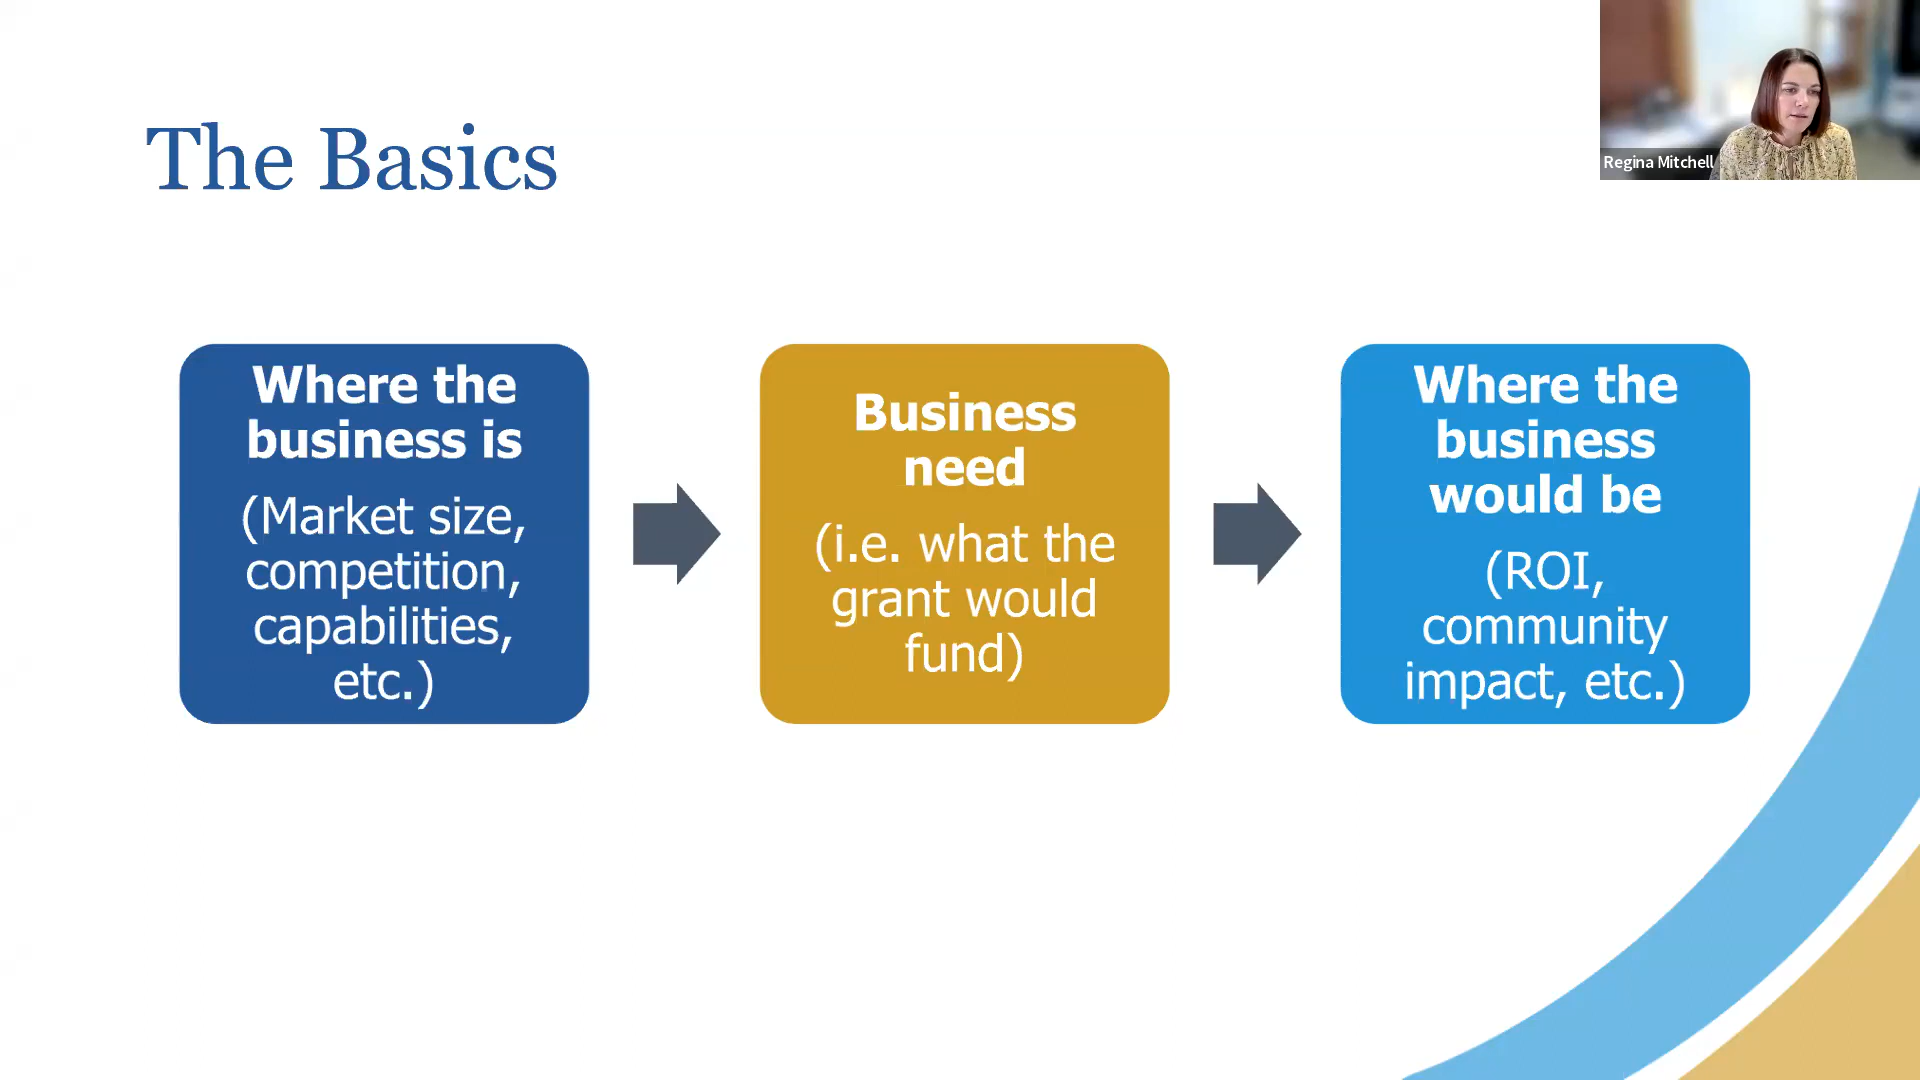 The Basics
Regina Mitchell
Where the
business is
(Market size,
competition,
capabilities,
etc.)
Business
need
(i.e. what the
grant would
fund)
Where the
business
would be
(ROI,
community
impact, etc.)